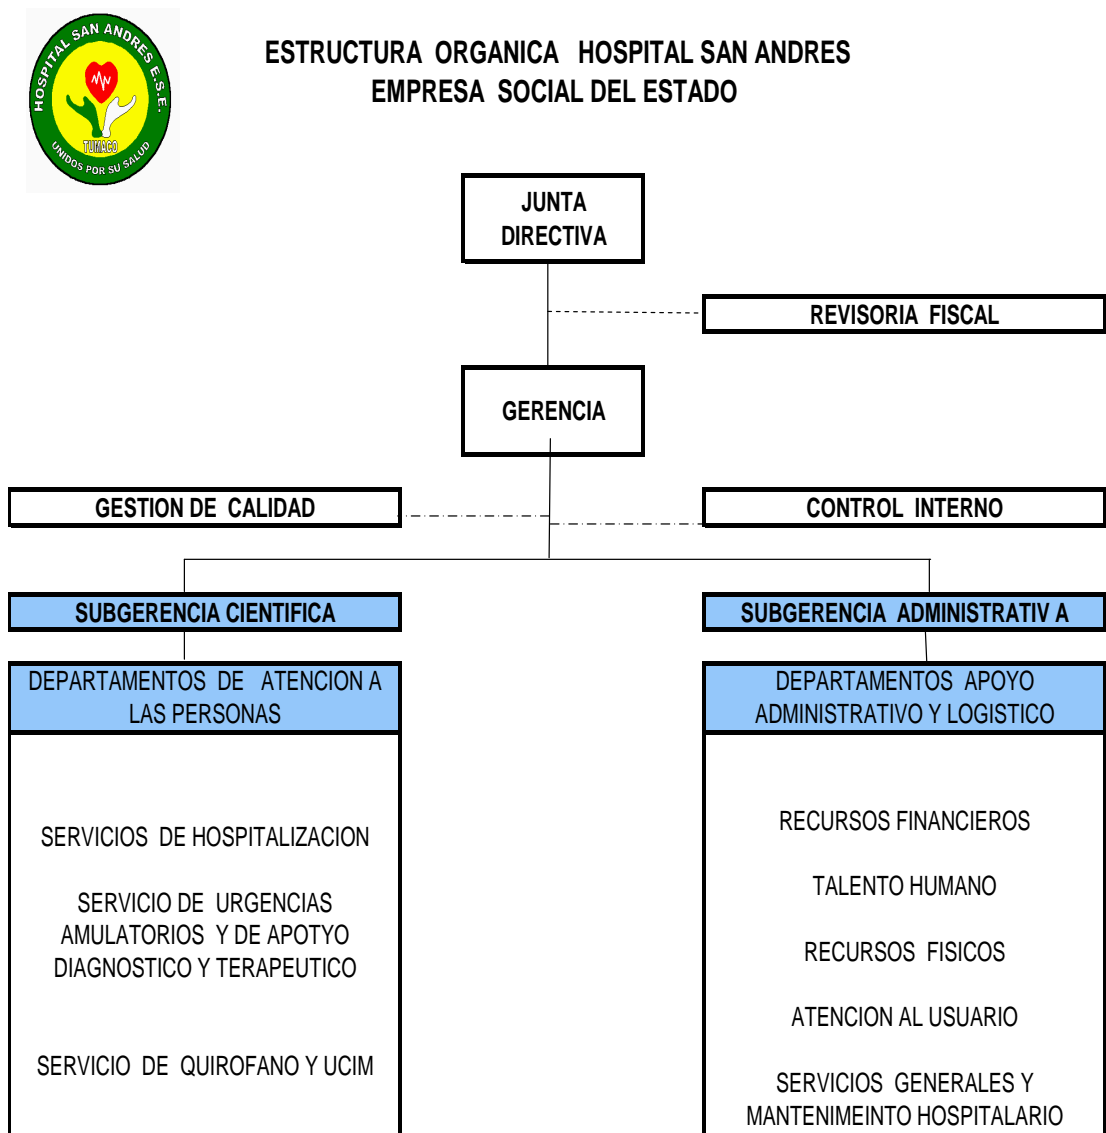 HOSPITAL SAN ANDRES E.S.E.
TUMACO
UNIDOS POR SU SALUD
ESTRUCTURA ORGANICA HOSPITAL SAN ANDRES
EMPRESA SOCIAL DEL ESTADO
JUNTA
DIRECTIVA
REVISORIA FISCAL
GERENCIA
GESTION DE CALIDAD
CONTROL INTERNO
SUBGERENCIA CIENTIFICA
SUBGERENCIA ADMINISTRATIV A
DEPARTAMENTOS DE ATENCION A
LAS PERSONAS
DEPARTAMENTOS APOYO
ADMINISTRATIVO Y LOGISTICO
SERVICIOS DE HOSPITALIZACION
SERVICIO DE URGENCIAS
AMULATORIOS Y DE APOTYO
DIAGNOSTICO Y TERAPEUTICO
SERVICIO DE QUIROFANO Y UCIM
RECURSOS FINANCIEROS
TALENTO HUMANO
RECURSOS FISICOS
ATENCION AL USUARIO
SERVICIOS GENERALES Y
MANTENIMEINTO HOSPITALARIO